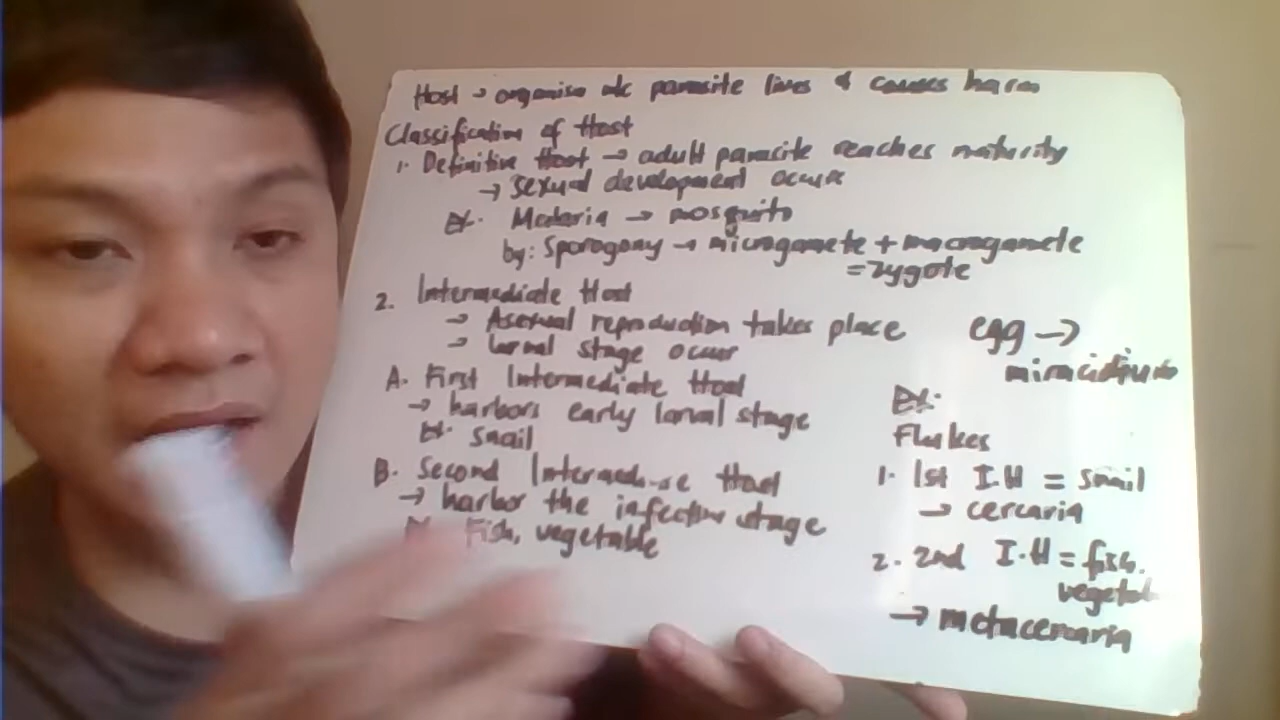 Host → organism w/c parasite lives & causes harm
Classification of Host
1. Definitive Host → adult parasite reaches maturity
→ sexual development occurs
Ex. Malaria → mosquito
by: Sporogony → microgamete + macrogamete
= zygote
2. Intermediate Host
→ Asexual reproduction takes place
→ larval stage occur
A. First Intermediate Host
→ harbors early larval stage
Ex. snail
B. Second Intermediate Host
→ harbor the infective stage
Ex. Fish, vegetable
egg →
miracidium
Ex.
Flukes
1. 1st I.H = snail
→ cercaria
2. 2nd I.H = fish,
→ metacercaria